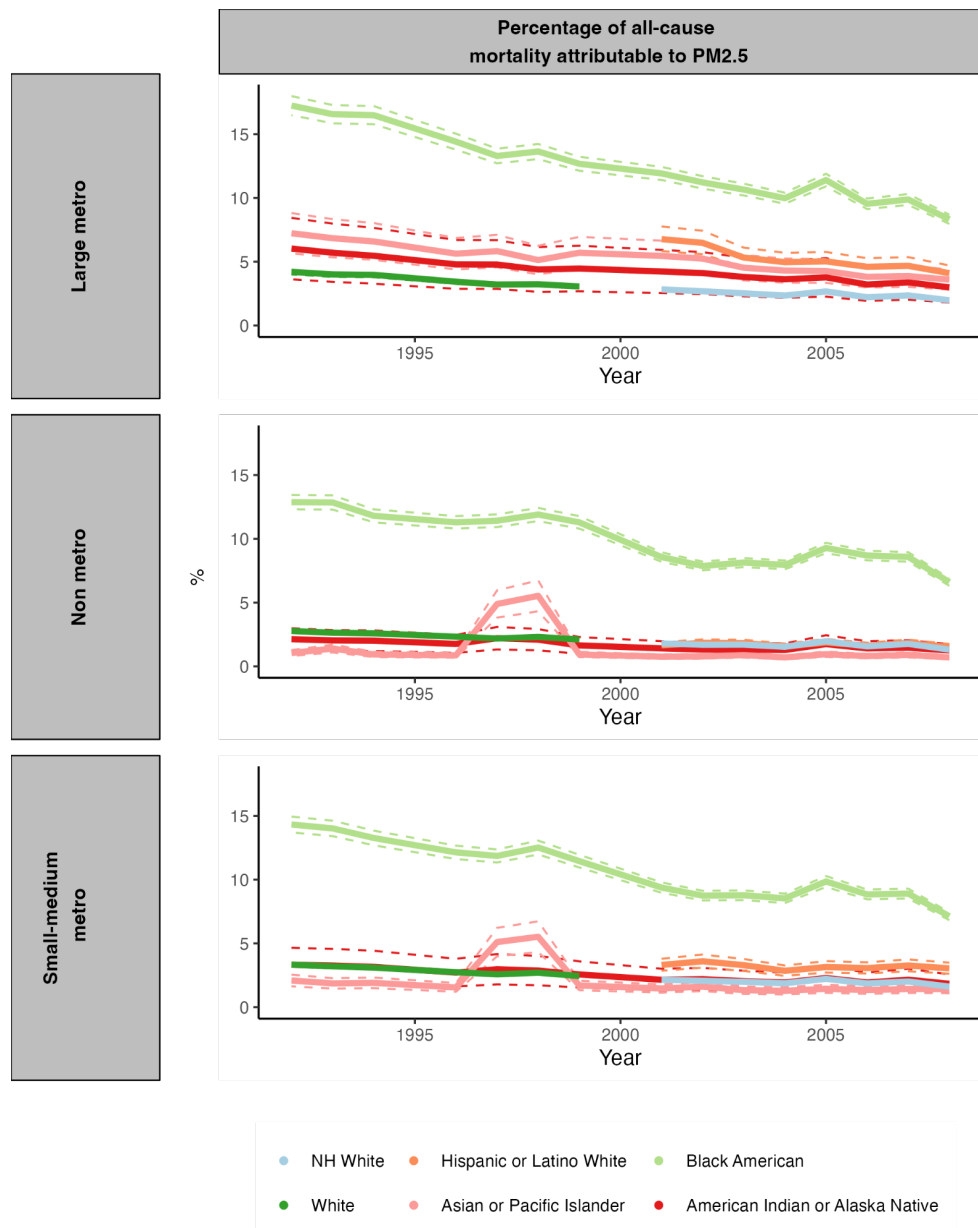 Percentage of all-cause
mortality attributable to PM2.5
Large metro
15
10
5
0
1995
2000
2005
Year
Non metro
%
15
10
5
0
1995
2000
2005
Year
Small-medium
metro
15
10
5
0
1995
2000
2005
Year
NH White
Hispanic or Latino White
Black American
White
Asian or Pacific Islander
American Indian or Alaska Native